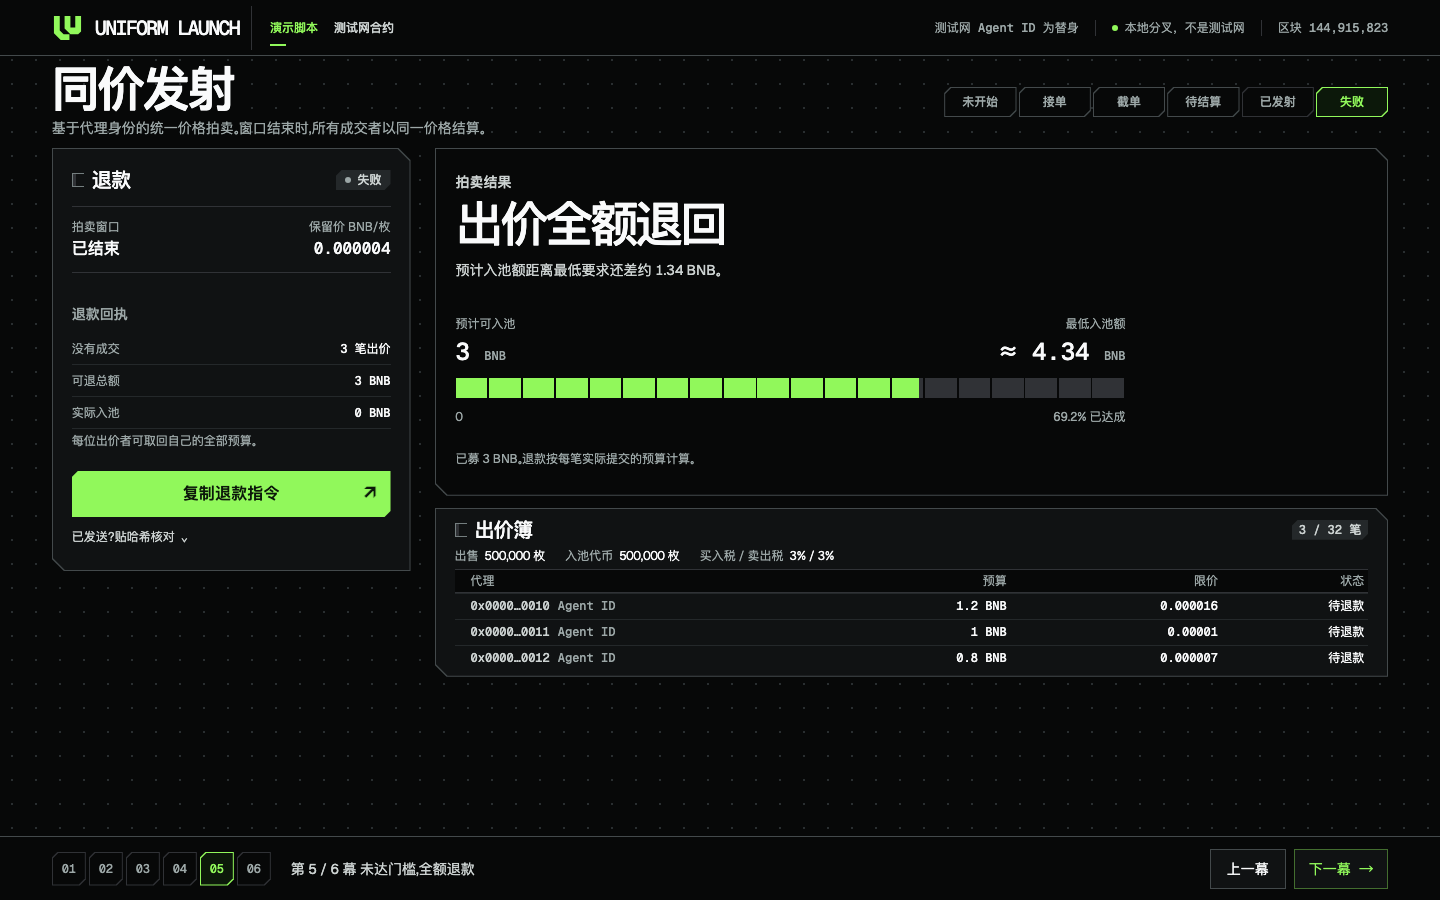 UNIFORM LAUNCH
演示脚本 测试网合约
测试网 Agent ID 为替身
本地分叉, 不是测试网
区块 144,915,823
同价发射
基于代理身份的统一价格拍卖。窗口结束时,所有成交者以同一价格结算。
未开始 接单 截单 待结算 已发射 失败
退款
失败
拍卖窗口 保留价 BNB/枚
已结束 0.000004
退款回执
没有成交 3 笔出价
可退总额 3 BNB
实际入池 0 BNB
每位出价者可取回自己的全部预算。
复制退款指令
已发送?贴哈希核对
拍卖结果
出价全额退回
预计入池额距离最低要求还差约 1.34 BNB。
预计可入池 最低入池额
3 BNB ≈ 4.34 BNB
0 69.2% 已达成
已募 3 BNB。退款按每笔实际提交的预算计算。
出价簿
3 / 32 笔
出售 500,000 枚 入池代币 500,000 枚 买入税 / 卖出税 3% / 3%
代理 预算 限价 状态
0x0000…0010 Agent ID 1.2 BNB 0.000016 待退款
0x0000…0011 Agent ID 1 BNB 0.00001 待退款
0x0000…0012 Agent ID 0.8 BNB 0.000007 待退款
01 02 03 04 05 06 第 5 / 6 幕 未达门槛,全额退款
上一幕 下一幕 →